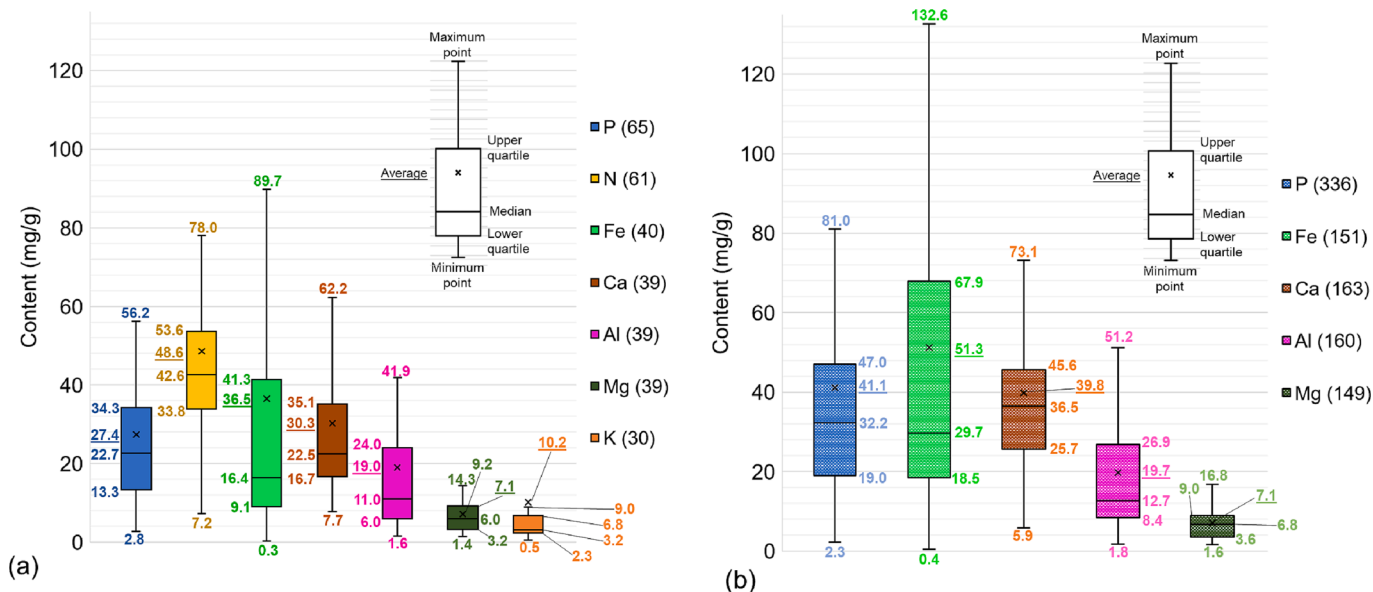 Content (mg/g)
120
100
80
60
40
20
0
56.2
34.3
27.4
22.7
13.3
2.8
78.0
53.6
48.6
42.6
33.8
7.2
89.7
41.3
36.5
16.4
9.1
0.3
62.2
35.1
30.3
22.5
16.7
7.7
41.9
24.0
19.0
11.0
6.0
1.6
14.3
9.2
7.1
6.0
3.2
1.4
10.2
9.0
6.8
3.2
2.3
0.5
Maximum
point
Upper
quartile
Average
Median
Lower
quartile
Minimum
point
P (65)
N (61)
Fe (40)
Ca (39)
Al (39)
Mg (39)
K (30)
(a)
Content (mg/g)
120
100
80
60
40
20
0
81.0
47.0
41.1
32.2
19.0
2.3
132.6
67.9
51.3
29.7
18.5
0.4
73.1
45.6
39.8
36.5
25.7
5.9
51.2
26.9
19.7
12.7
8.4
1.8
16.8
9.0
7.1
6.8
3.6
1.6
Maximum
point
Upper
quartile
Average
Median
Lower
quartile
Minimum
point
P (336)
Fe (151)
Ca (163)
Al (160)
Mg (149)
(b)